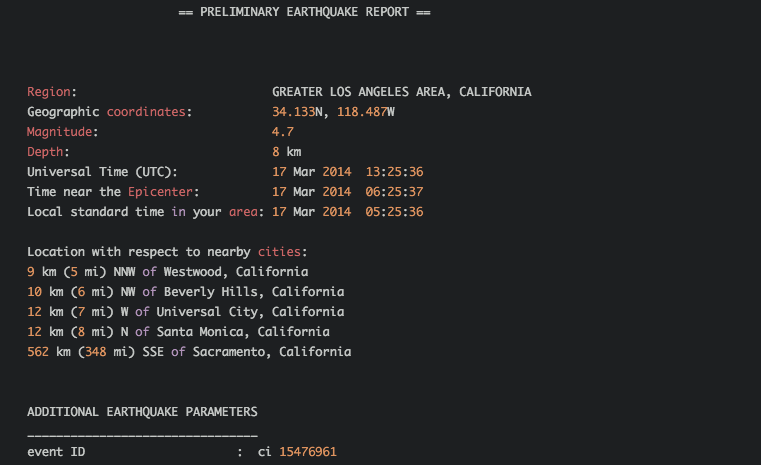 == PRELIMINARY EARTHQUAKE REPORT ==
Region: GREATER LOS ANGELES AREA, CALIFORNIA
Geographic coordinates: 34.133N, 118.487W
Magnitude: 4.7
Depth: 8 km
Universal Time (UTC): 17 Mar 2014 13:25:36
Time near the Epicenter: 17 Mar 2014 06:25:37
Local standard time in your area: 17 Mar 2014 05:25:36
Location with respect to nearby cities:
9 km (5 mi) NNW of Westwood, California
10 km (6 mi) NW of Beverly Hills, California
12 km (7 mi) W of Universal City, California
12 km (8 mi) N of Santa Monica, California
562 km (348 mi) SSE of Sacramento, California
ADDITIONAL EARTHQUAKE PARAMETERS
________________________________
event ID : ci 15476961